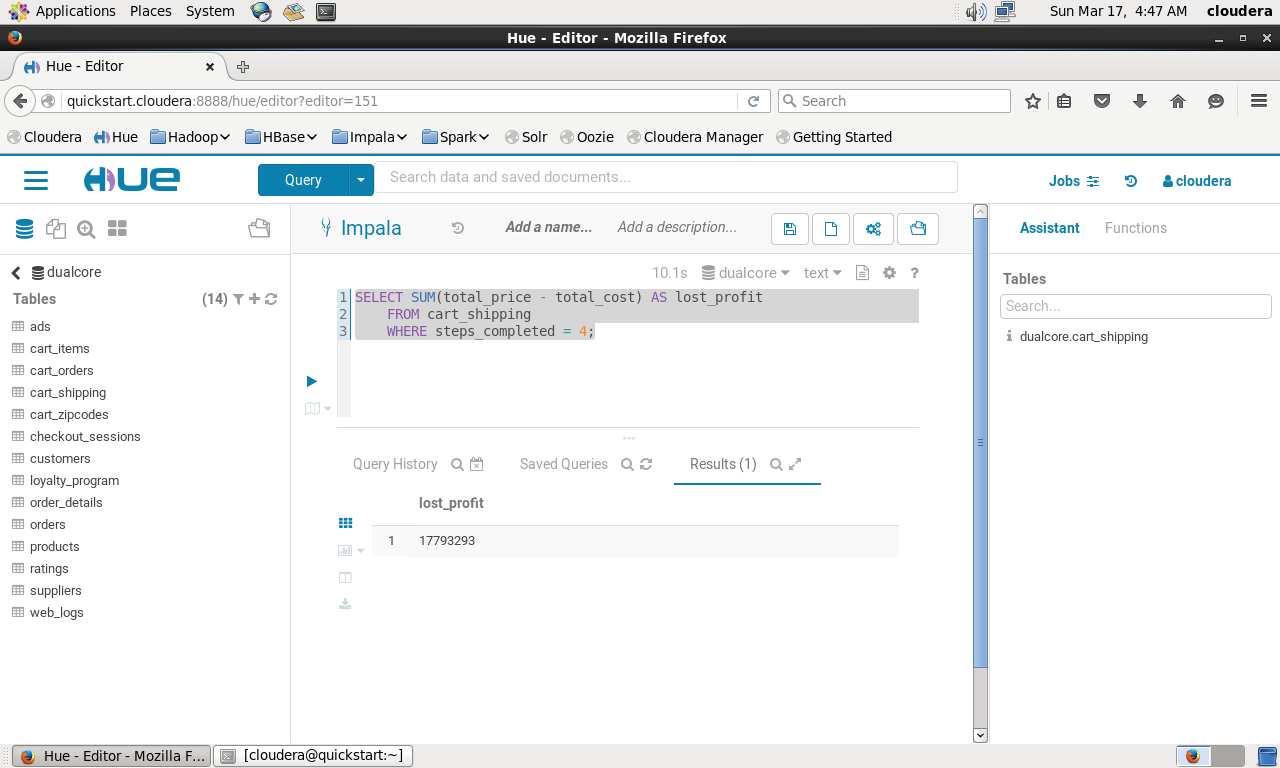 Applications Places System Sun Mar 17, 4:47 AM cloudera
Hue - Editor - Mozilla Firefox
Hue - Editor
quickstart.cloudera:8888/hue/editor?editor=151 Search
Cloudera Hue Hadoop HBase Impala Spark Solr Oozie Cloudera Manager Getting Started
HUE Query Search data and saved documents... Jobs cloudera
Impala Add a name... Add a description... Assistant Functions
dualcore 10.1s dualcore text ?
Tables (14)
Tables
Search...
dualcore.cart_shipping
ads
cart_items
cart_orders
cart_shipping
cart_zipcodes
checkout_sessions
customers
loyalty_program
order_details
orders
products
ratings
suppliers
web_logs
1 SELECT SUM(total_price - total_cost) AS lost_profit
2 FROM cart_shipping
3 WHERE steps_completed = 4;
Query History Saved Queries Results (1)
lost_profit
1 17793293
Hue - Editor - Mozilla F... [cloudera@quickstart:~]